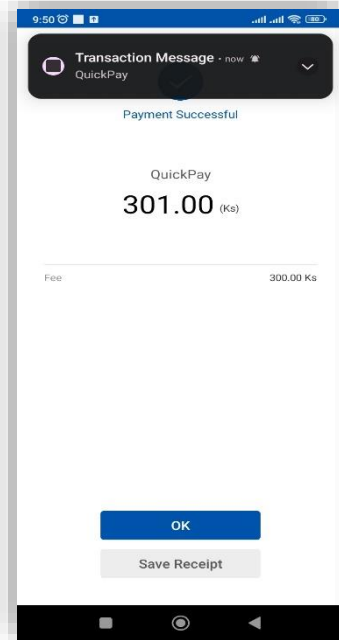 9:50
80
Transaction Message • now
QuickPay
Payment Successful
QuickPay
301.00 (Ks)
Fee 300.00 Ks
OK
Save Receipt